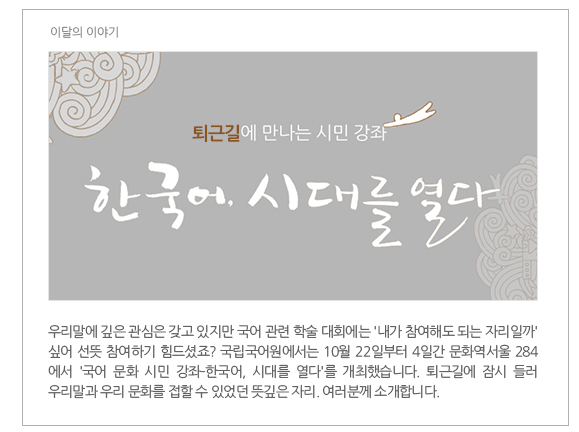 이달의 이야기
퇴근길에 만나는 시민 강좌
한국어, 시대를 열다
우리말에 깊은 관심은 갖고 있지만 국어 관련 학술 대회에는 '내가 참여해도 되는 자리일까'
싶어 선뜻 참여하기 힘드셨죠? 국립국어원에서는 10월 22일부터 4일간 문화역서울 284
에서 '국어 문화 시민 강좌-한국어, 시대를 열다'를 개최했습니다. 퇴근길에 잠시 들러
우리말과 우리 문화를 접할 수 있었던 뜻깊은 자리. 여러분께 소개합니다.